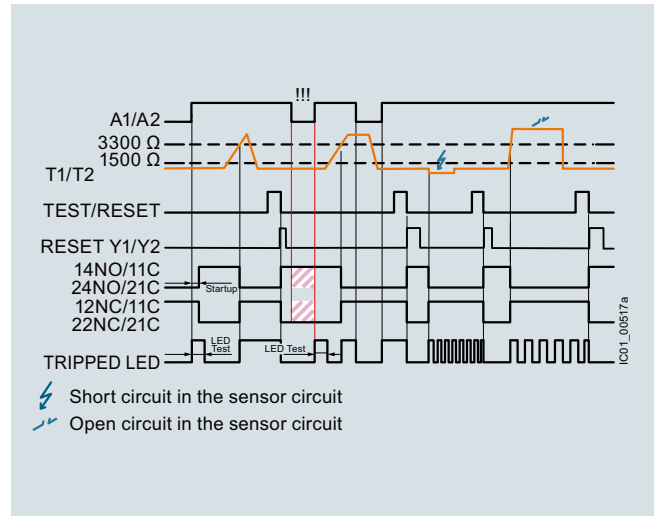 !!!
A1/A2
3300 Ω
1500 Ω
T1/T2
TEST/RESET
RESET Y1/Y2
14NO/11C
24NO/21C
Startup
12NC/11C
22NC/21C
LED
Test
LED Test
TRIPPED LED
IC01_00517a
Short circuit in the sensor circuit
Open circuit in the sensor circuit